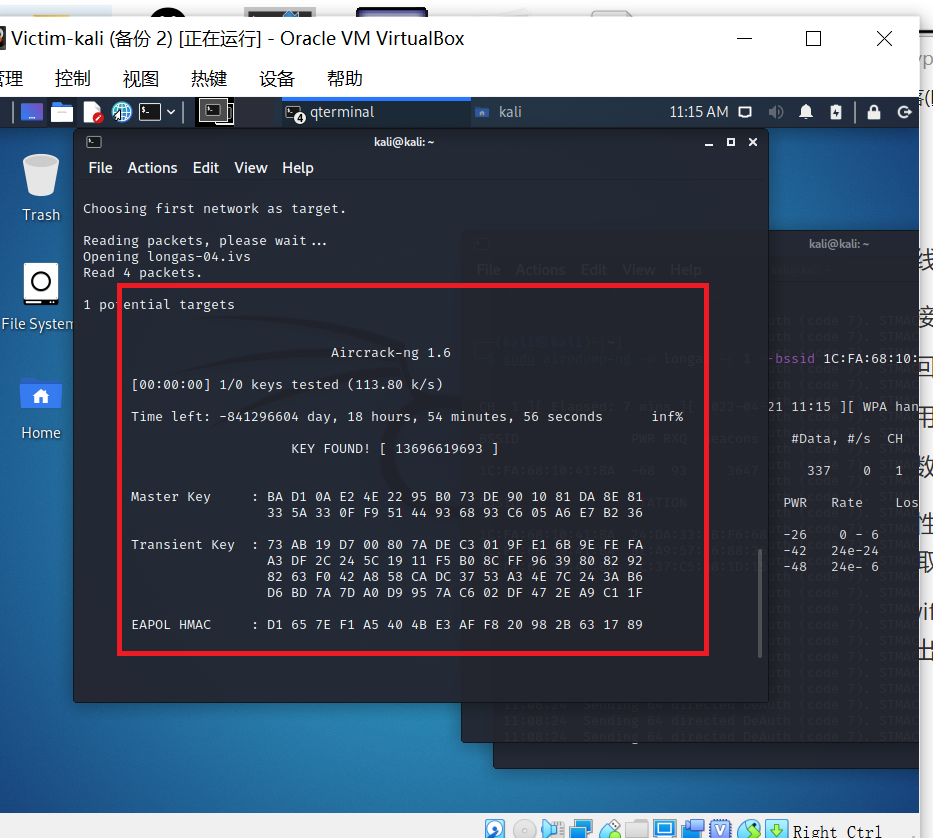 Victim-kali (备份 2) [正在运行] - Oracle VM VirtualBox
管理 控制 视图 热键 设备 帮助
4 qterminal kali 11:15 AM
kali@kali: ~
File Actions Edit View Help
Trash
File System
Home
Choosing first network as target.
Reading packets, please wait...
Opening longas-04.ivs
Read 4 packets.
1 potential targets
Aircrack-ng 1.6
[00:00:00] 1/0 keys tested (113.80 k/s)
Time left: -841296604 day, 18 hours, 54 minutes, 56 seconds inf%
KEY FOUND! [ 13696619693 ]
Master Key : BA D1 0A E2 4E 22 95 B0 73 DE 90 10 81 DA 8E 81
33 5A 33 0F F9 51 44 93 68 93 C6 05 A6 E7 B2 36
Transient Key : 73 AB 19 D7 00 80 7A DE C3 01 9F E1 6B 9E FE FA
A3 DF 2C 24 5C 19 11 F5 B0 8C FF 96 39 80 82 92
82 63 F0 42 A8 58 CA DC 37 53 A3 4E 7C 24 3A B6
D6 BD 7A 7D A0 D9 95 7A C6 02 DF 47 2E A9 C1 1F
EAPOL HMAC : D1 65 7E F1 A5 40 4B E3 AF F8 20 98 2B 63 17 89
kali@kali: ~
File Actions Edit View Help
-bssid 1C:FA:68:10:
21 11:15 ][ WPA han
#Data, #/s CH
337 0 1
PWR Rate Los
-26 0 - 6
-42 24e-24
-48 24e- 6
11:08:24 Sending 64 directed DeAuth (code 7). STMAC
11:08:24 Sending 64 directed DeAuth (code 7). STMAC
Right Ctrl